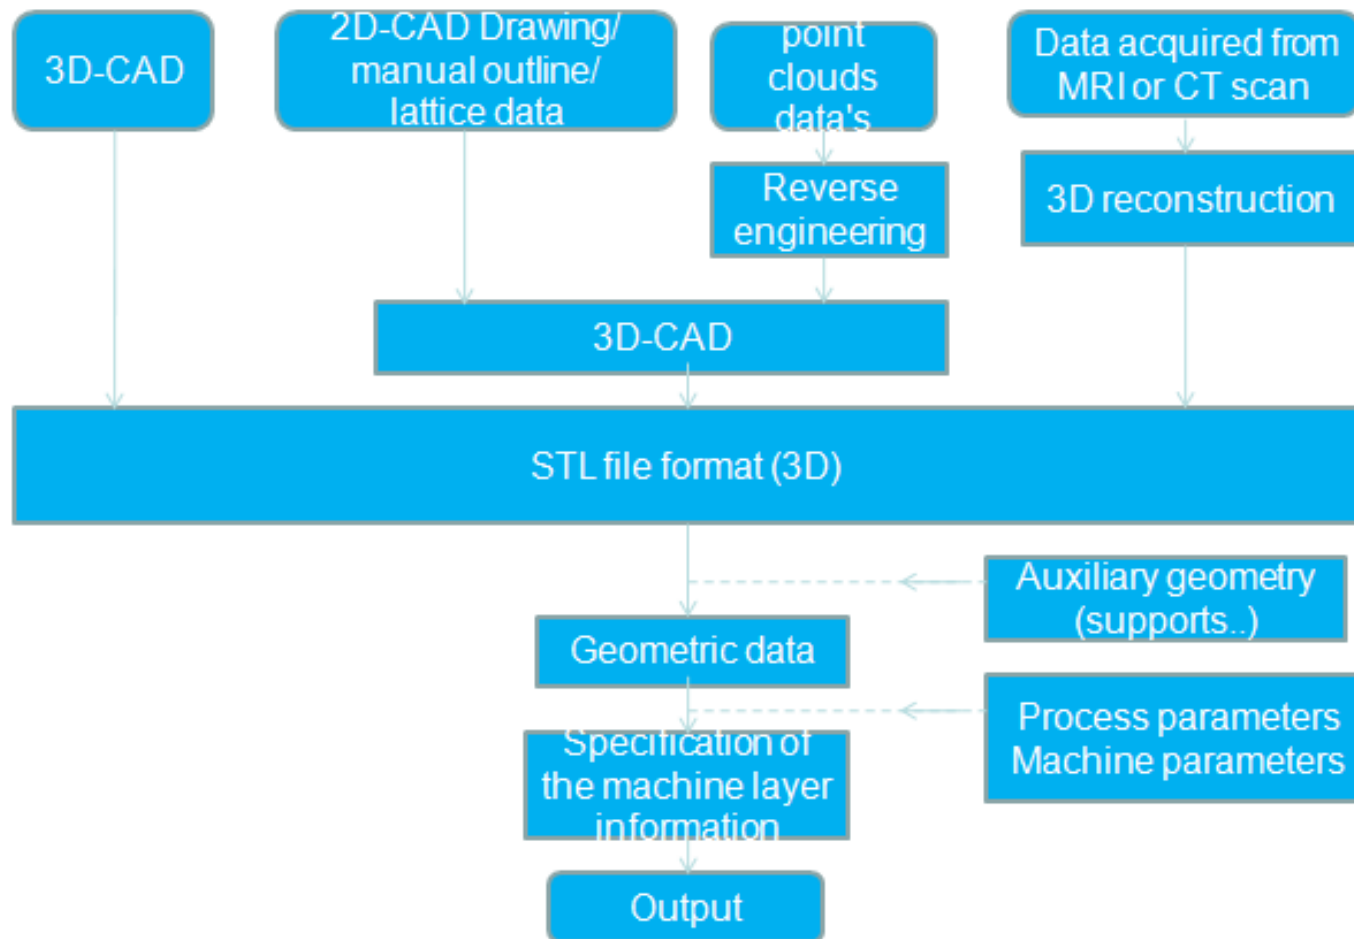 3D-CAD
2D-CAD Drawing/
manual outline/
lattice data
point
clouds
data's
Data acquired from
MRI or CT scan
Reverse
engineering
3D reconstruction
3D-CAD
STL file format (3D)
Auxiliary geometry
(supports..)
Geometric data
Process parameters
Machine parameters
Specification of
the machine layer
information
Output